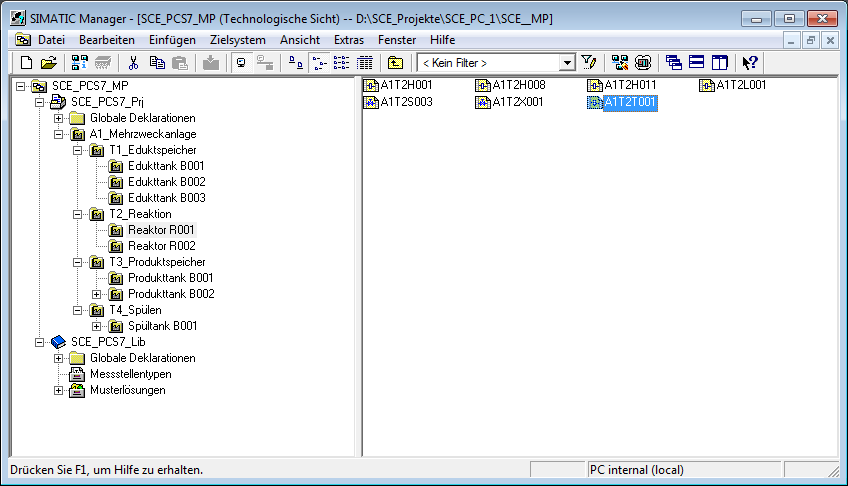 SIMATIC Manager - [SCE_PCS7_MP (Technologische Sicht) -- D:\SCE_Projekte\SCE_PC_1\SCE__MP]
Datei Bearbeiten Einfügen Zielsystem Ansicht Extras Fenster Hilfe
< Kein Filter >
SCE_PCS7_MP
SCE_PCS7_Prj
Globale Deklarationen
A1_Mehrzweckanlage
T1_Eduktspeicher
Edukttank B001
Edukttank B002
Edukttank B003
T2_Reaktion
Reaktor R001
Reaktor R002
T3_Produktspeicher
Produkttank B001
Produkttank B002
T4_Spülen
Spültank B001
SCE_PCS7_Lib
Globale Deklarationen
Messstellentypen
Musterlösungen
A1T2H001 A1T2H008 A1T2H011 A1T2L001
A1T2S003 A1T2X001 A1T2T001
Drücken Sie F1, um Hilfe zu erhalten. PC internal (local)